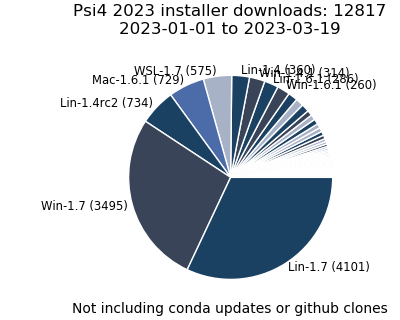 Psi4 2023 installer downloads: 12817
2023-01-01 to 2023-03-19
WSL-1.7 (575)
Lin-1.4 (360)
Mac-1.6.1 (729)
Win-1.6.1 (260)
Lin-1.4rc2 (734)
Win-1.7 (3495)
Lin-1.7 (4101)
Not including conda updates or github clones